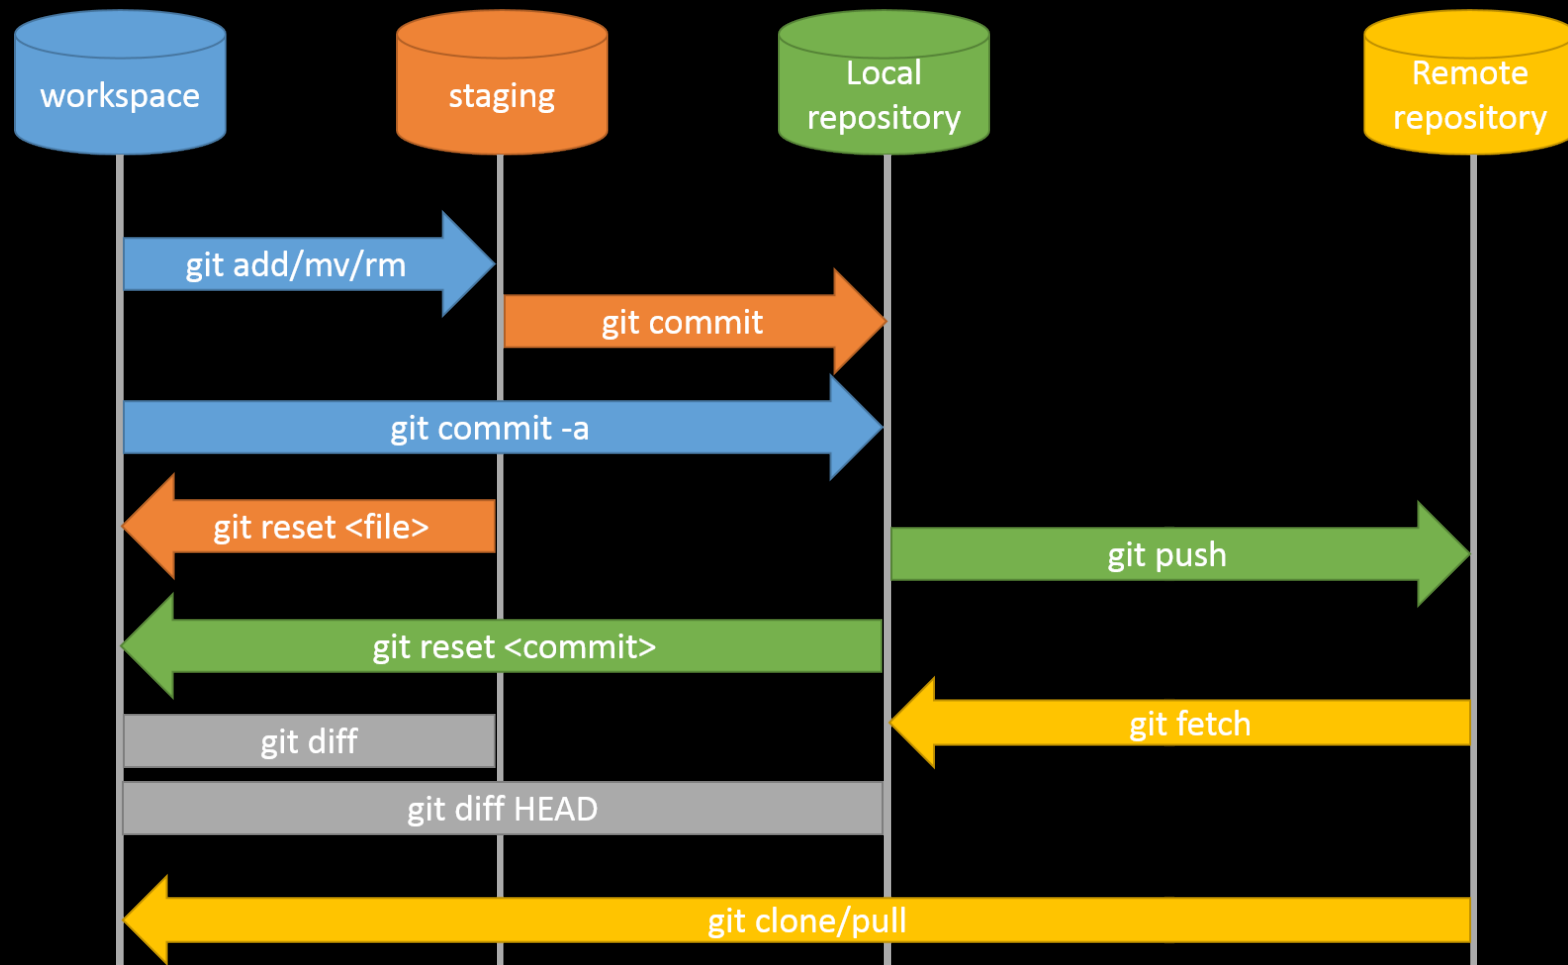 workspace
staging
Local
repository
Remote
repository
git add/mv/rm
git commit
git commit -a
git reset <file>
git push
git reset <commit>
git fetch
git diff
git diff HEAD
git clone/pull